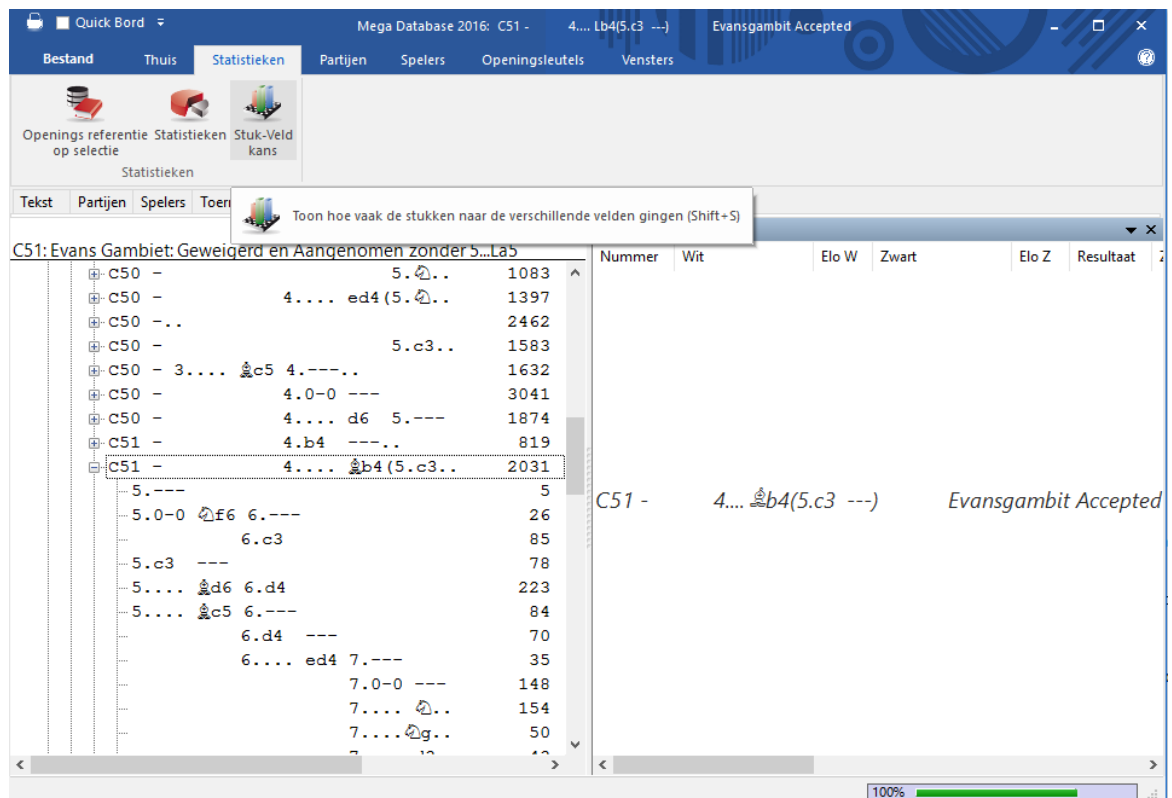 Quick Bord Mega Database 2016: C51 - 4.... Lb4(5.c3 ---) Evansgambit Accepted
Bestand Thuis Statistieken Partijen Spelers Openingsleutels Vensters
Openings referentie op selectie
Statistieken
Stuk-Veld kans
Statistieken
Tekst Partijen Spelers
Toon hoe vaak de stukken naar de verschillende velden gingen (Shift+S)
C51: Evans Gambiet: Geweigerd en Aangenomen zonder 5...La5
Nummer Wit Elo W Zwart Elo Z Resultaat
C50 - 5.♘.. 1083
C50 - 4.... ed4(5.♘.. 1397
C50 -.. 2462
C50 - 5.c3.. 1583
C50 - 3.... ♗c5 4.---.. 1632
C50 - 4.0-0 --- 3041
C50 - 4.... d6 5.--- 1874
C51 - 4.b4 ---.. 819
C51 - 4.... ♗b4(5.c3.. 2031
5.--- 5
5.0-0 ♘f6 6.--- 26
6.c3 85
5.c3 --- 78
5.... ♗d6 6.d4 223
5.... ♗c5 6.--- 84
6.d4 --- 70
6.... ed4 7.--- 35
7.0-0 --- 148
7.... ♘.. 154
7....♘g.. 50
C51 - 4.... ♗b4(5.c3 ---) Evansgambit Accepted
100%